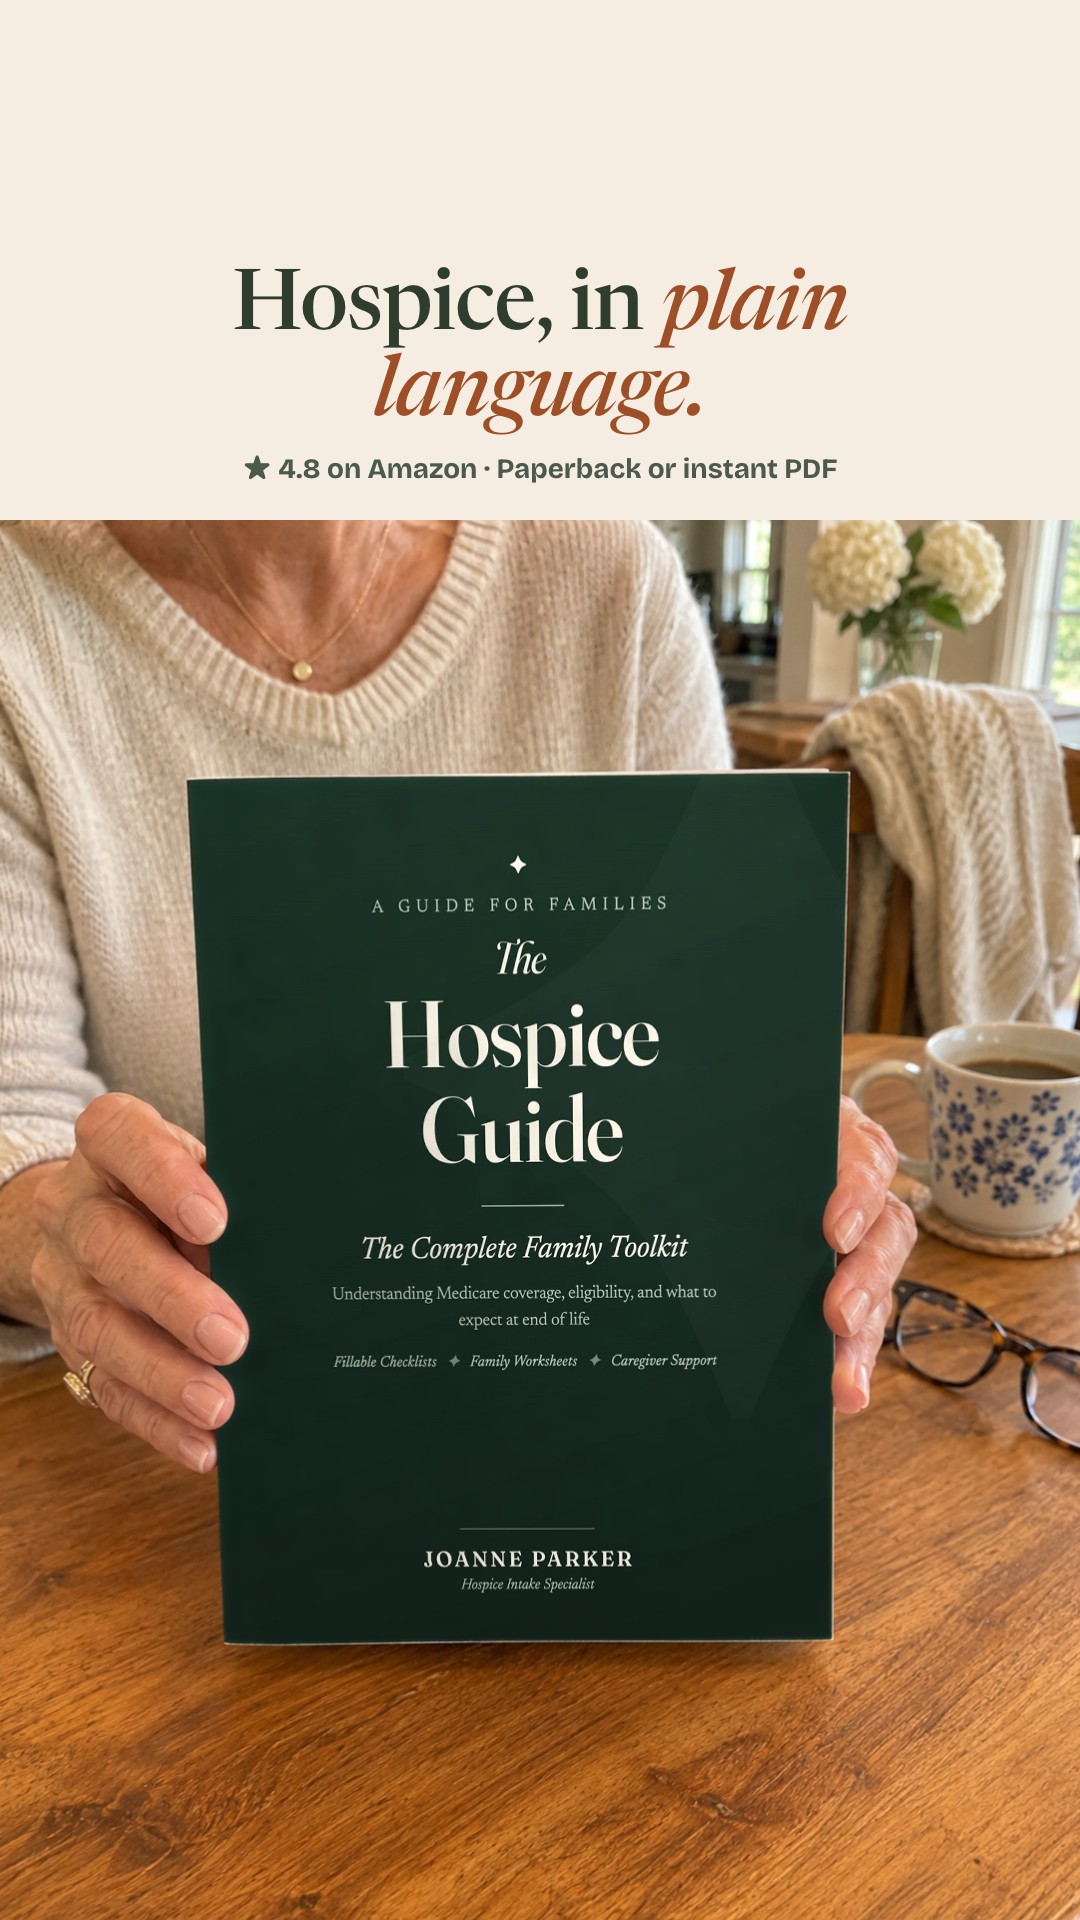 Hospice, in plain
language.
★ 4.8 on Amazon · Paperback or instant PDF
A GUIDE FOR FAMILIES
The
Hospice
Guide
The Complete Family Toolkit
Understanding Medicare coverage, eligibility, and what to
expect at end of life
Fillable Checklists ✦ Family Worksheets ✦ Caregiver Support
JOANNE PARKER
Hospice Intake Specialist